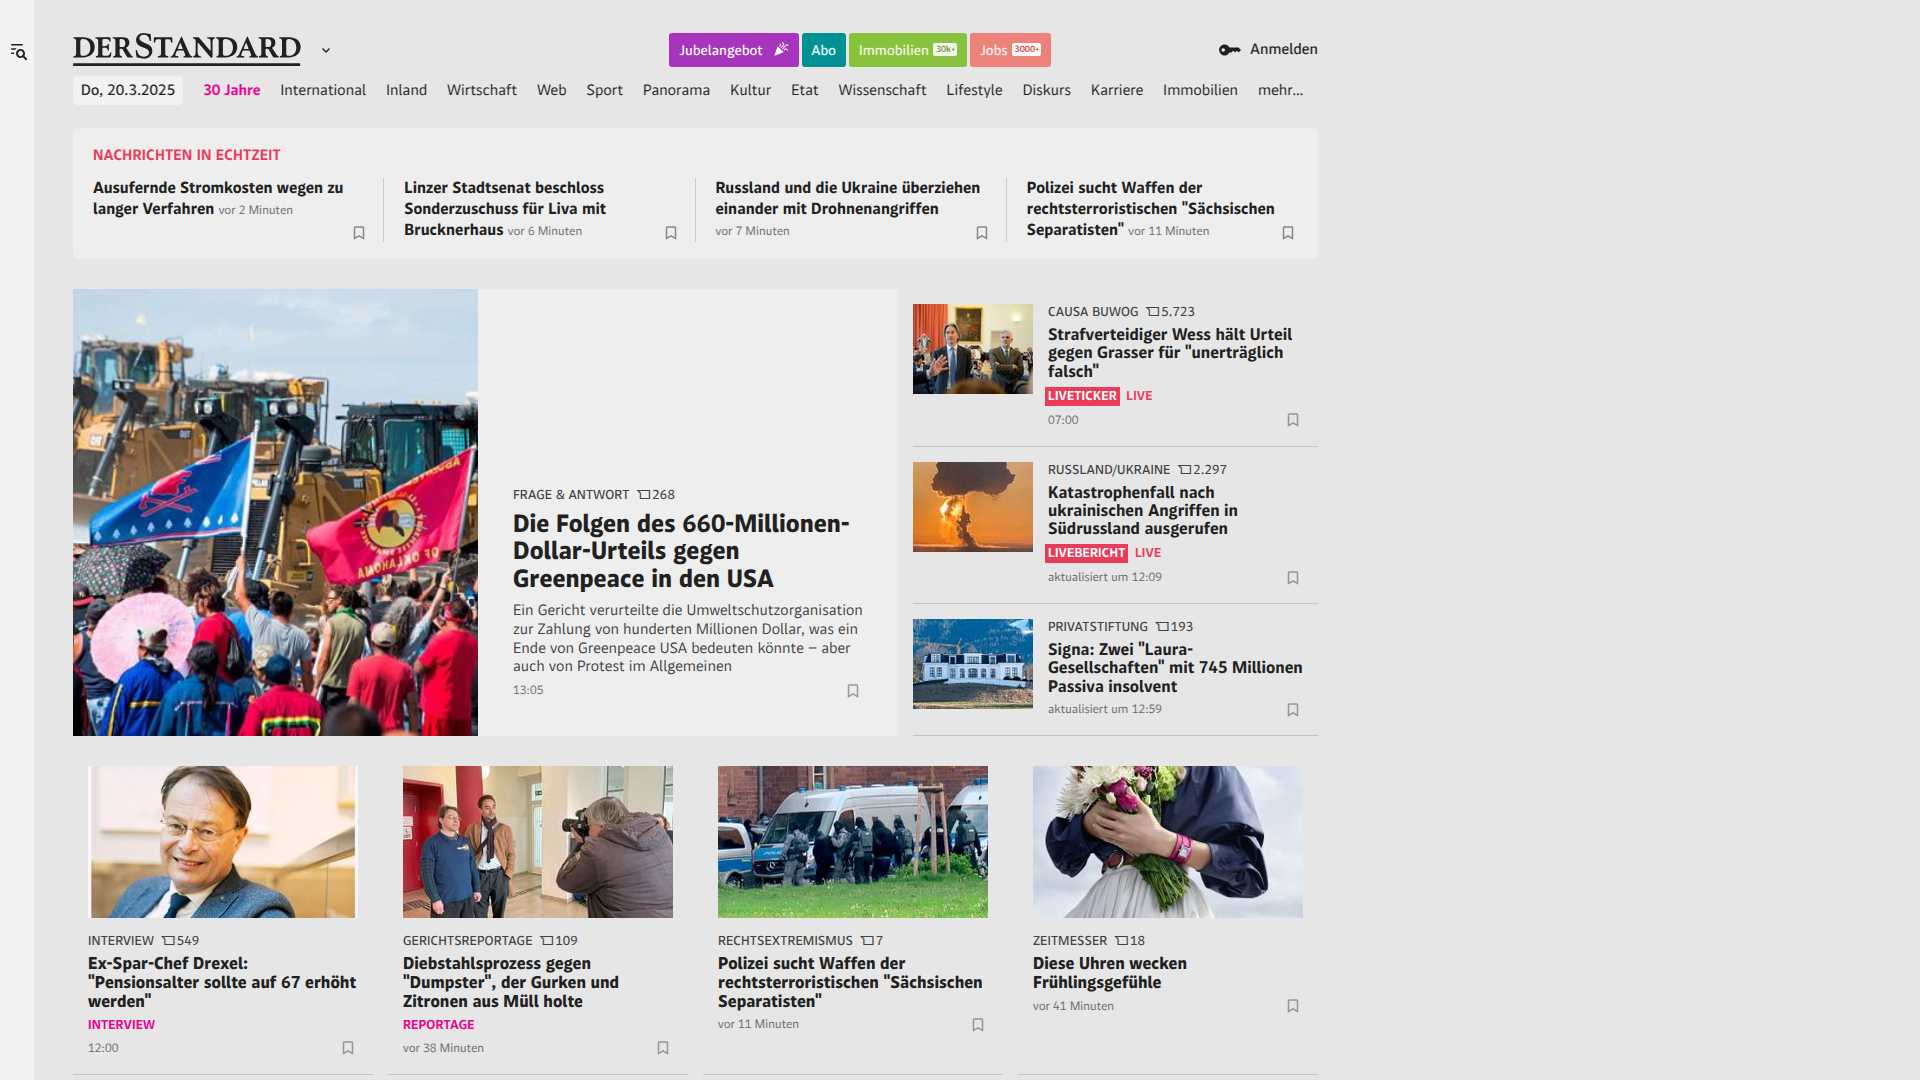 DERSTANDARD
Jubelangebot
Abo
Immobilien 30k+
Jobs 3000+
Anmelden
Do, 20.3.2025
30 Jahre
International
Inland
Wirtschaft
Web
Sport
Panorama
Kultur
Etat
Wissenschaft
Lifestyle
Diskurs
Karriere
Immobilien
mehr...
NACHRICHTEN IN ECHTZEIT
Ausufernde Stromkosten wegen zu
langer Verfahren vor 2 Minuten
Linzer Stadtsenat beschloss
Sonderzuschuss für Liva mit
Brucknerhaus vor 6 Minuten
Russland und die Ukraine überziehen
einander mit Drohnenangriffen
vor 7 Minuten
Polizei sucht Waffen der
rechtsterroristischen "Sächsischen
Separatisten" vor 11 Minuten
FRAGE & ANTWORT 268
Die Folgen des 660-Millionen-
Dollar-Urteils gegen
Greenpeace in den USA
Ein Gericht verurteilte die Umweltschutzorganisation
zur Zahlung von hunderten Millionen Dollar, was ein
Ende von Greenpeace USA bedeuten könnte – aber
auch von Protest im Allgemeinen
13:05
CAUSA BUWOG 5.723
Strafverteidiger Wess hält Urteil
gegen Grasser für "unerträglich
falsch"
LIVETICKER LIVE
07:00
RUSSLAND/UKRAINE 2.297
Katastrophenfall nach
ukrainischen Angriffen in
Südrussland ausgerufen
LIVEBERICHT LIVE
aktualisiert um 12:09
PRIVATSTIFTUNG 193
Signa: Zwei "Laura-
Gesellschaften" mit 745 Millionen
Passiva insolvent
aktualisiert um 12:59
INTERVIEW 549
Ex-Spar-Chef Drexel:
"Pensionsalter sollte auf 67 erhöht
werden"
INTERVIEW
12:00
GERICHTSREPORTAGE 109
Diebstahlsprozess gegen
"Dumpster", der Gurken und
Zitronen aus Müll holte
REPORTAGE
vor 38 Minuten
RECHTSEXTREMISMUS 7
Polizei sucht Waffen der
rechtsterroristischen "Sächsischen
Separatisten"
vor 11 Minuten
ZEITMESSER 18
Diese Uhren wecken
Frühlingsgefühle
vor 41 Minuten